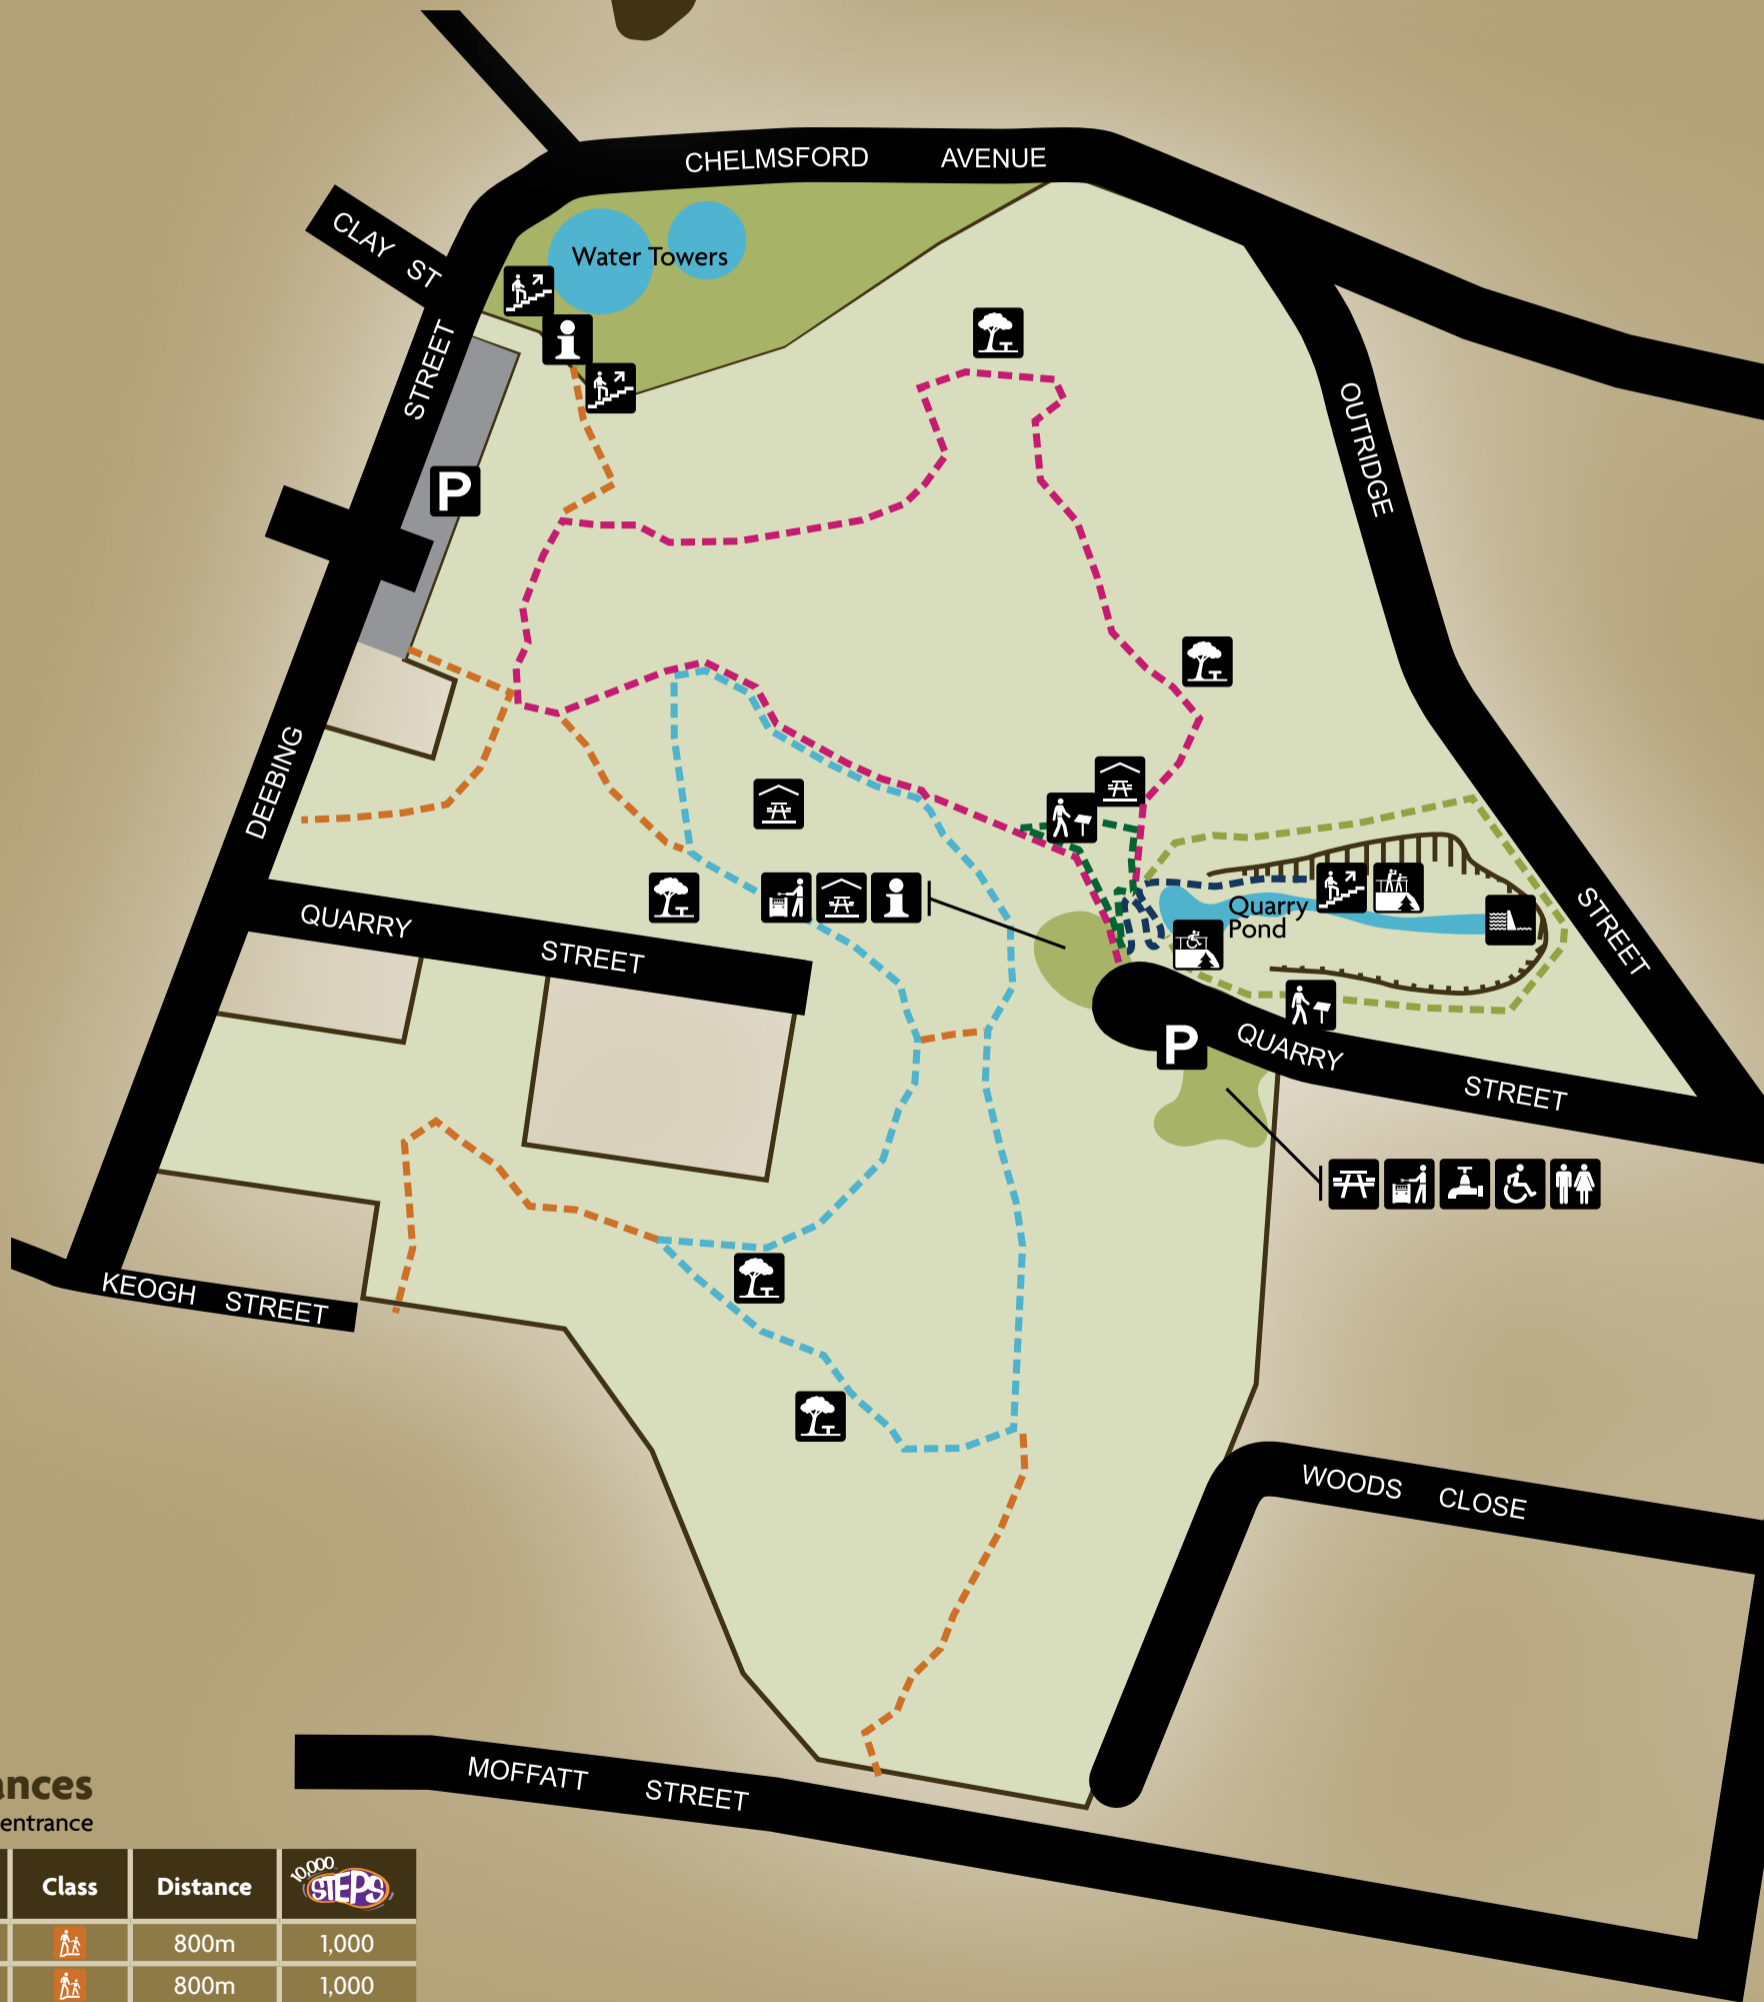 CHELMSFORD AVENUE
CLAY ST
Water Towers
STREET
P
OUTRIDGE
DEEBING
QUARRY STREET
Quarry
Pond
STREET
P
QUARRY STREET
KEOGH STREET
WOODS CLOSE
MOFFATT STREET
ances
entrance
Class Distance 10,000 STEPS
800m 1,000
800m 1,000